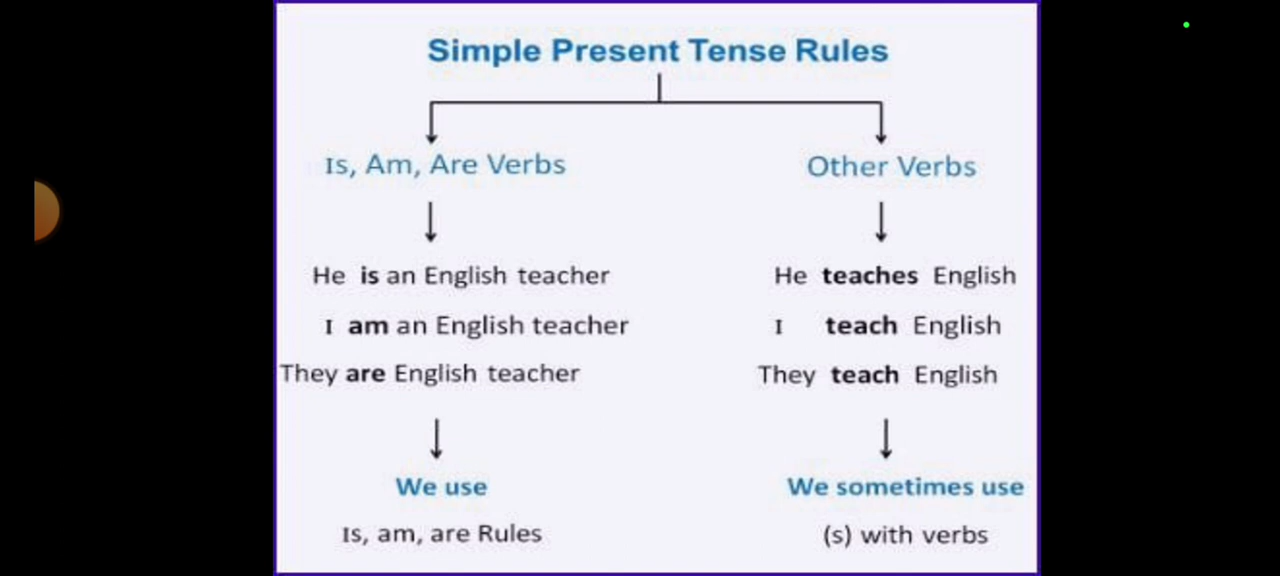 Simple Present Tense Rules
Is, Am, Are Verbs
Other Verbs
He is an English teacher
I am an English teacher
They are English teacher
He teaches English
I teach English
They teach English
We use
Is, am, are Rules
We sometimes use
(s) with verbs